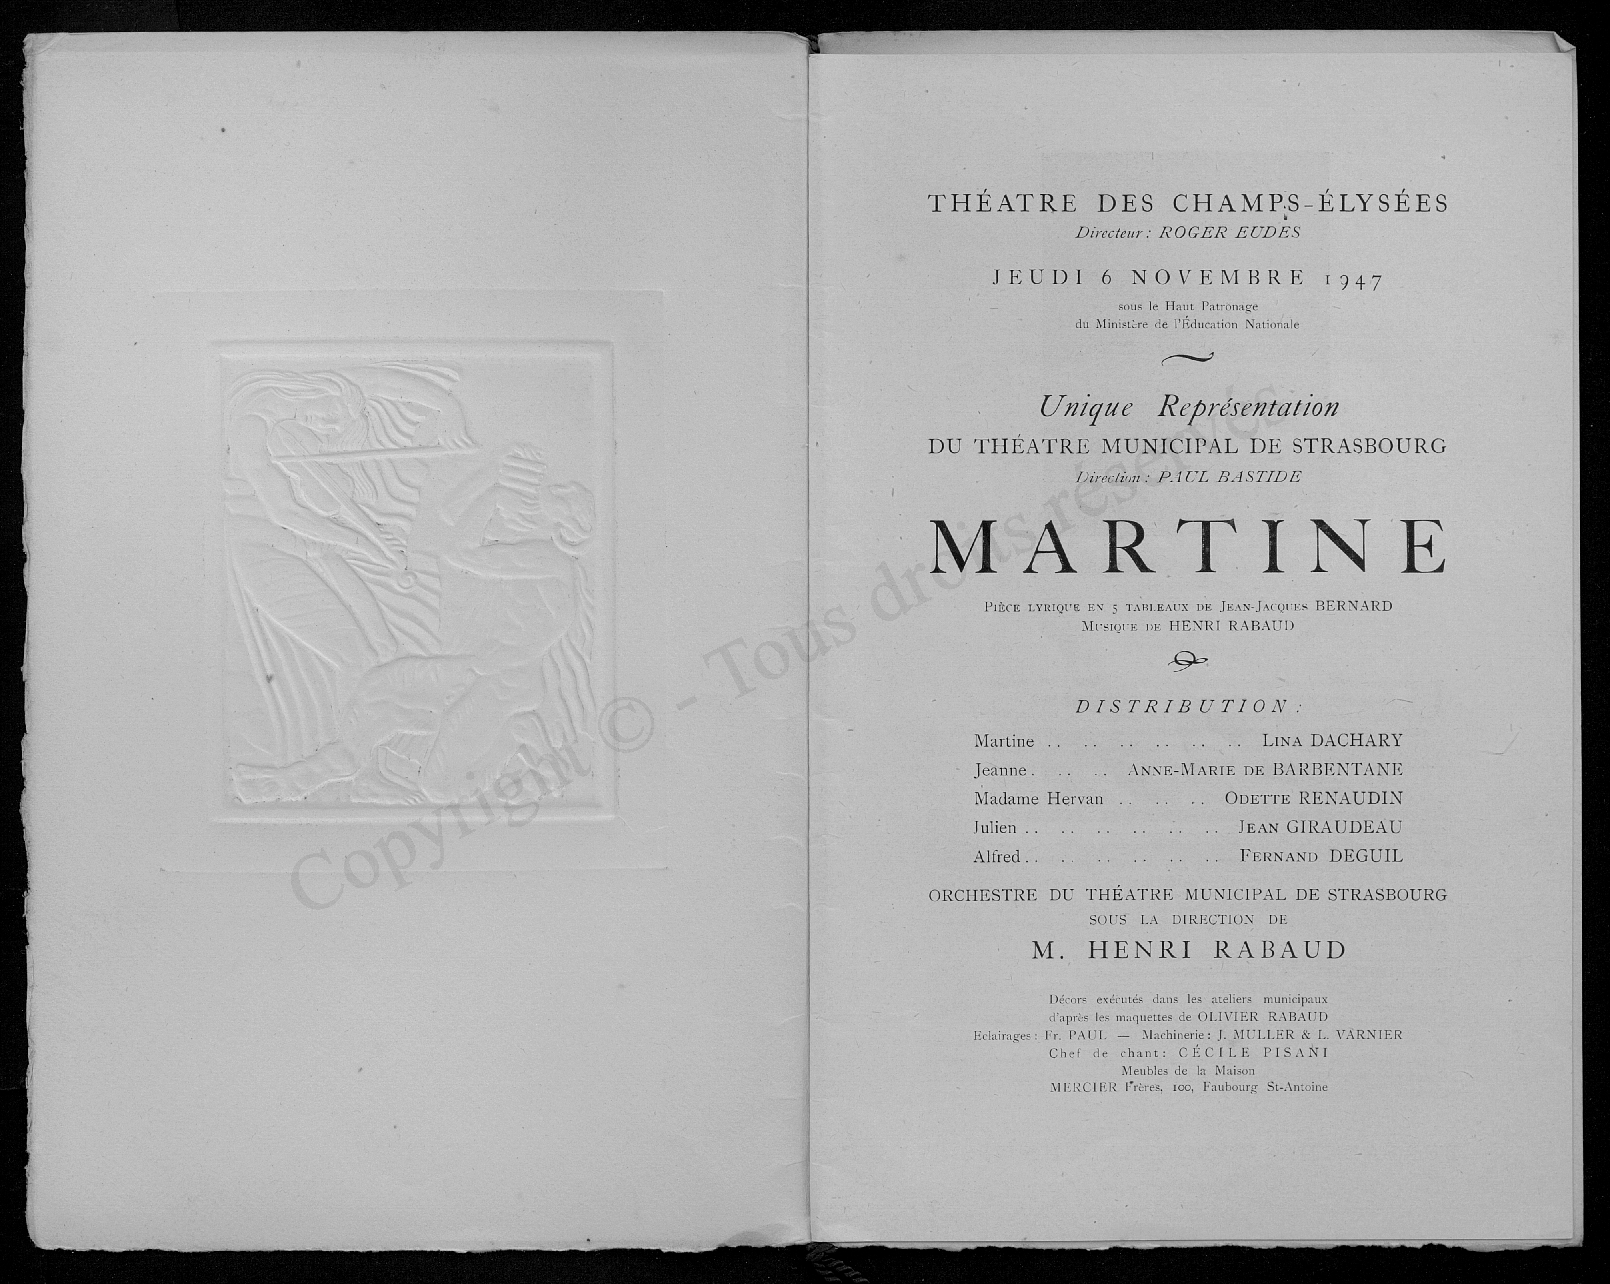 THÉATRE DES CHAMPS-ÉLYSÉES
Directeur : ROGER EUDES
JEUDI 6 NOVEMBRE 1947
sous le Haut Patronage
du Ministère de l'Éducation Nationale
Unique Représentation
DU THÉATRE MUNICIPAL DE STRASBOURG
Direction : PAUL BASTIDE
MARTINE
PIÈCE LYRIQUE EN 5 TABLEAUX DE JEAN-JACQUES BERNARD
MUSIQUE DE HENRI RABAUD
DISTRIBUTION :
Martine .. .. .. .. .. .. LINA DACHARY
Jeanne. .. .. ANNE-MARIE DE BARBENTANE
Madame Hervan .. .. .. ODETTE RENAUDIN
Julien .. .. .. .. .. .. JEAN GIRAUDEAU
Alfred .. .. .. .. .. .. FERNAND DEGUIL
ORCHESTRE DU THÉATRE MUNICIPAL DE STRASBOURG
SOUS LA DIRECTION DE
M. HENRI RABAUD
Décors exécutés dans les ateliers municipaux
d'après les maquettes de OLIVIER RABAUD
Eclairages : Fr. PAUL — Machinerie : J. MULLER & L. VARNIER
Chef de chant : CÉCILE PISANI
Meubles de la Maison
MERCIER Frères, 100, Faubourg St-Antoine
Copyright © - Tous droits réservés